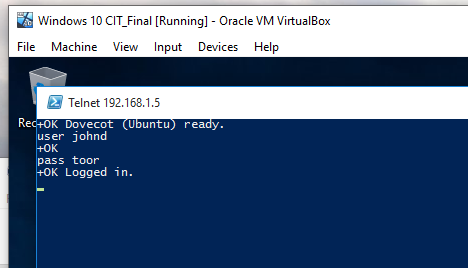 Windows 10 CIT_Final [Running] - Oracle VM VirtualBox
File Machine View Input Devices Help
Telnet 192.168.1.5
+OK Dovecot (Ubuntu) ready.
user johnd
+OK
pass toor
+OK Logged in.